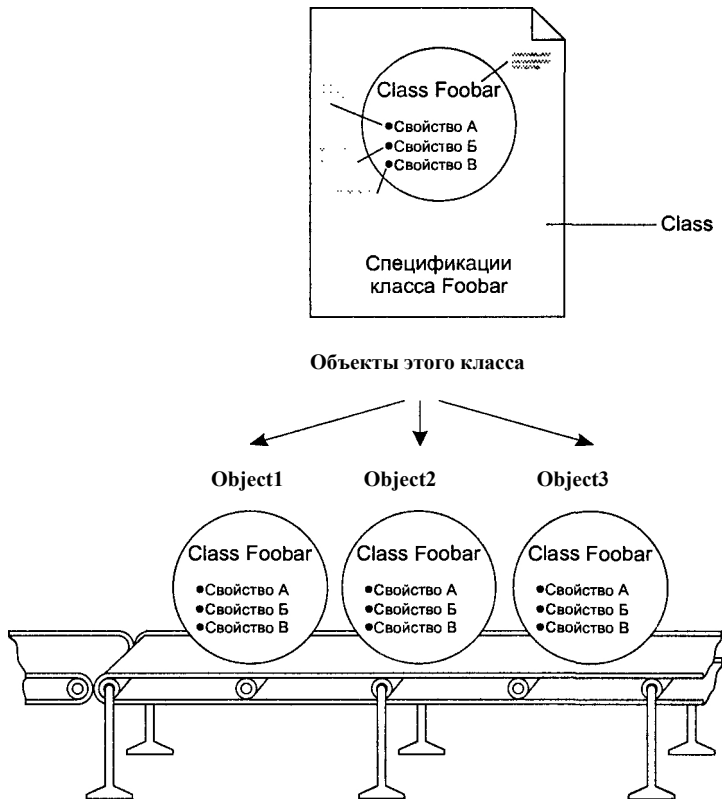 Class Foobar
●Свойство А
●Свойство Б
●Свойство В
Class
Спецификации
класса Foobar
Объекты этого класса
Object1
Object2
Object3
Class Foobar
●Свойство А
●Свойство Б
●Свойство В
Class Foobar
●Свойство А
●Свойство Б
●Свойство В
Class Foobar
●Свойство А
●Свойство Б
●Свойство В